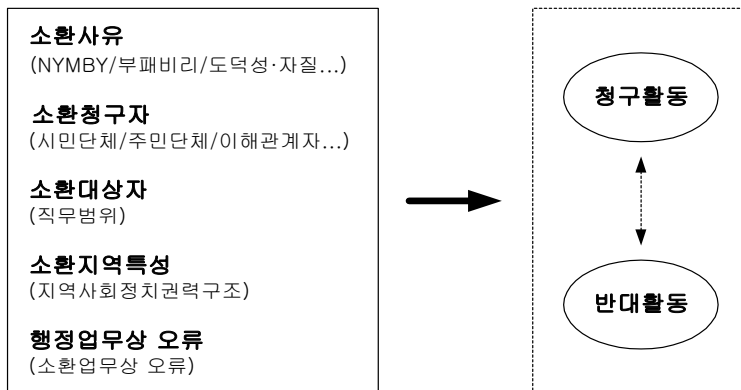 소환사유
(NYMBY/부패비리/도덕성·자질...)
소환청구자
(시민단체/주민단체/이해관계자...)
소환대상자
(직무범위)
소환지역특성
(지역사회정치권력구조)
행정업무상 오류
(소환업무상 오류)
청구활동
반대활동